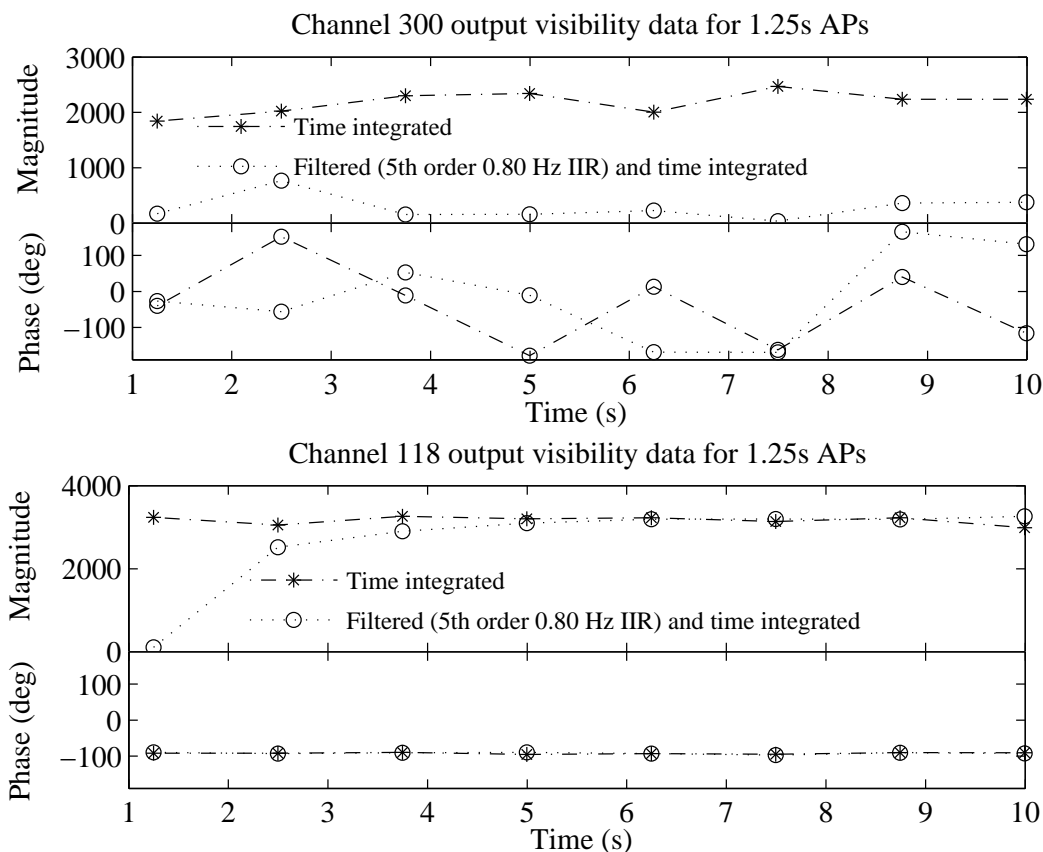 Channel 300 output visibility data for 1.25s APs
Magnitude
3000
2000
1000
0
Time integrated
Filtered (5th order 0.80 Hz IIR) and time integrated
Phase (deg)
100
0
−100
1 2 3 4 5 6 7 8 9 10
Time (s)
Channel 118 output visibility data for 1.25s APs
Magnitude
4000
2000
0
Time integrated
Filtered (5th order 0.80 Hz IIR) and time integrated
Phase (deg)
100
0
−100
1 2 3 4 5 6 7 8 9 10
Time (s)